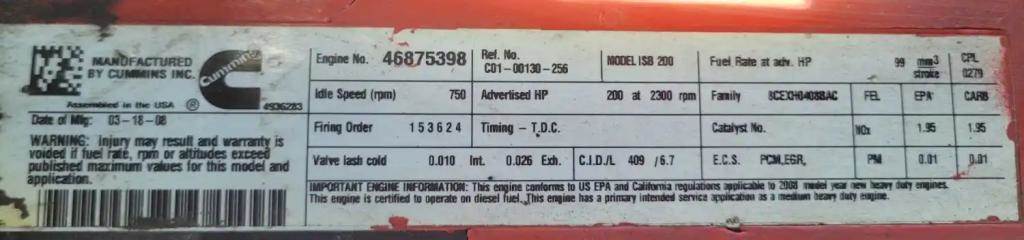 MANUFACTURED
BY CUMMINS INC.
Cummins
Assembled in the USA ®
4936283
Date of Mfg: 03-18-08
WARNING: Injury may result and warranty is
voided if fuel rate, rpm or altitudes exceed
published maximum values for this model and
application.
Engine No. 46875398 Ref. No. C01-00130-256 MODEL ISB 200 Fuel Rate at adv. HP 99 mm3 stroke CPL 0279
Idle Speed (rpm) 750 Advertised HP 200 at 2300 rpm Family 8CEXH0408BAC FEL EPA CARB
Firing Order 153624 Timing - T.D.C. Catalyst No. NOx 1.95 1.95
Valve lash cold 0.010 Int. 0.026 Exh. C.I.D./L 409 /6.7 E.C.S. PCM,EGR, PM 0.01 0.01
IMPORTANT ENGINE INFORMATION: This engine conforms to US EPA and California regulations applicable to 2008 model year new heavy duty engines.
This engine is certified to operate on diesel fuel. This engine has a primary intended service application as a medium heavy duty engine.